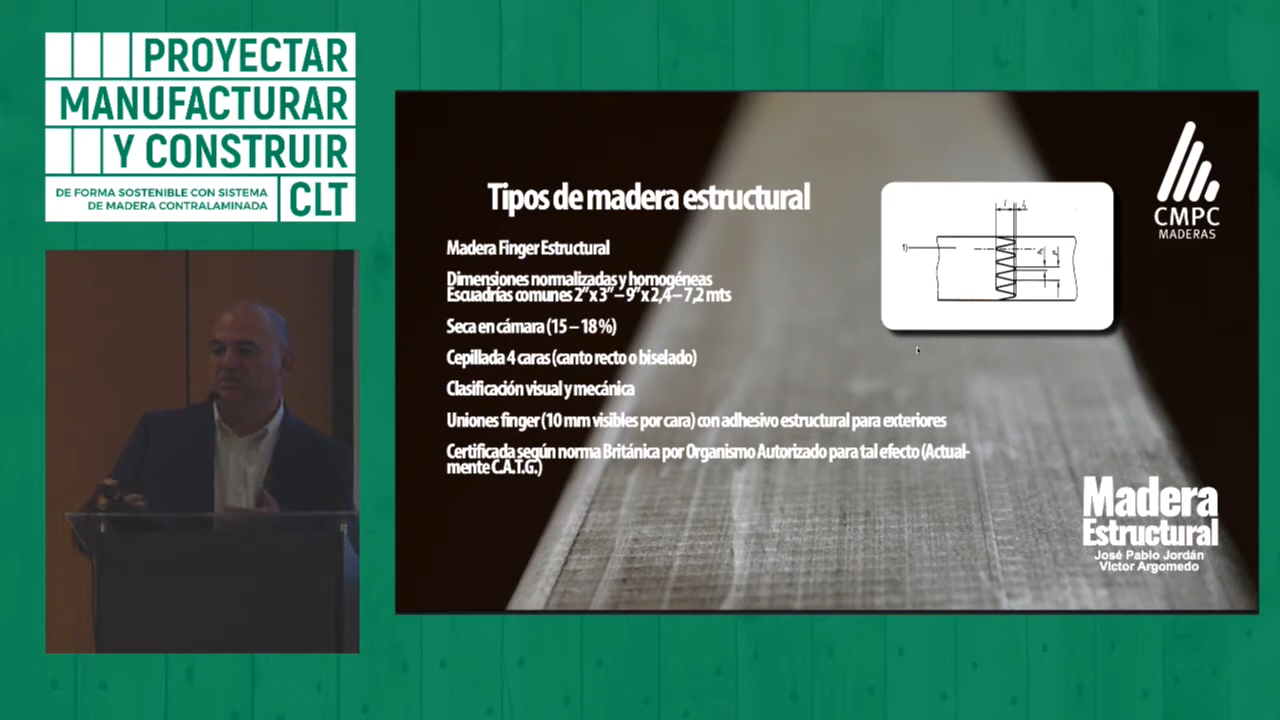 PROYECTAR
MANUFACTURAR
Y CONSTRUIR
DE FORMA SOSTENIBLE CON SISTEMA
DE MADERA CONTRALAMINADA
CLT
Tipos de madera estructural
Madera Finger Estructural
Dimensiones normalizadas y homogéneas
Escuadrías comunes 2” x 3” – 9” x 2,4 – 7,2 mts
Seca en cámara (15 – 18 %)
Cepillada 4 caras (canto recto o biselado)
Clasificación visual y mecánica
Uniones finger (10 mm visibles por cara) con adhesivo estructural para exteriores
Certificada según norma Británica por Organismo Autorizado para tal efecto (Actual-
mente C.A.T.G.)
1)
CMPC
MADERAS
Madera
Estructural
José Pablo Jordán
Victor Argomedo